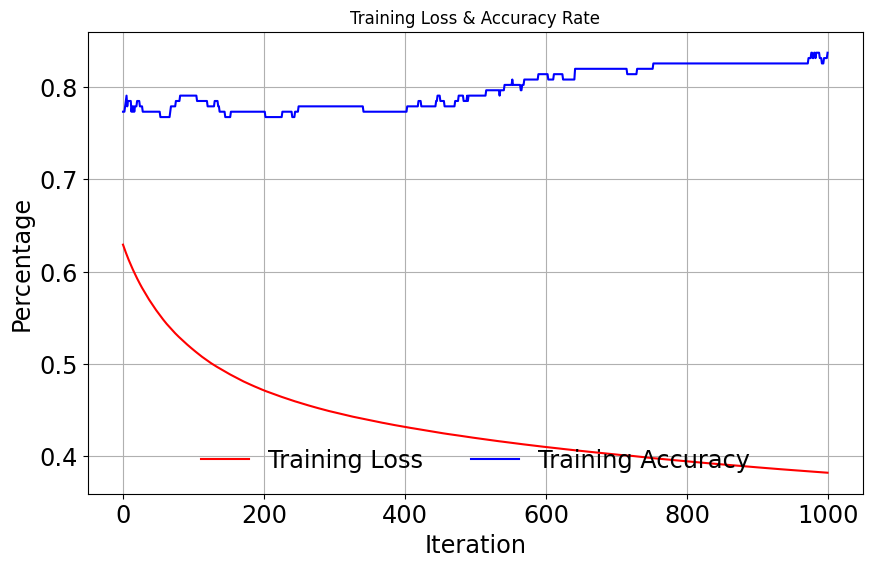 Training Loss & Accuracy Rate
0.8
0.7
0.6
0.5
0.4
Percentage
Training Loss Training Accuracy
0 200 400 600 800 1000
Iteration